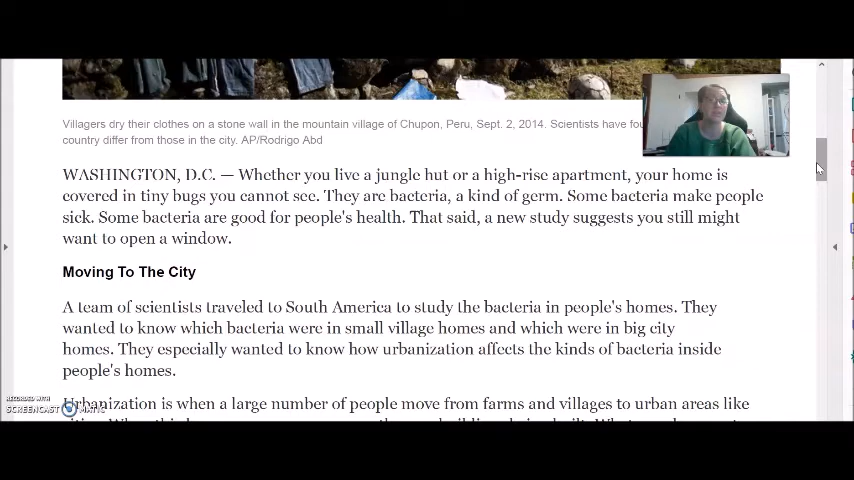 Villagers dry their clothes on a stone wall in the mountain village of Chupon, Peru, Sept. 2, 2014. Scientists have
country differ from those in the city. AP/Rodrigo Abd
WASHINGTON, D.C. — Whether you live a jungle hut or a high-rise apartment, your home is
covered in tiny bugs you cannot see. They are bacteria, a kind of germ. Some bacteria make people
sick. Some bacteria are good for people's health. That said, a new study suggests you still might
want to open a window.
Moving To The City
A team of scientists traveled to South America to study the bacteria in people's homes. They
wanted to know which bacteria were in small village homes and which were in big city
homes. They especially wanted to know how urbanization affects the kinds of bacteria inside
people's homes.
RECORDED WITH
SCREENCAST MATIC
Urbanization is when a large number of people move from farms and villages to urban areas like